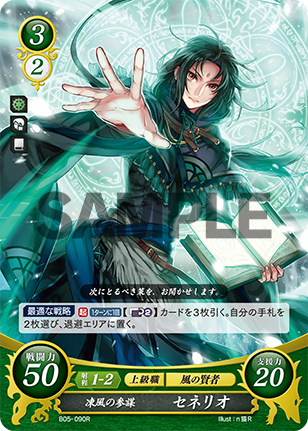 3
2
SAMPLE
次にとるべき策を、お聞かせします。
最適な戦略 起 1ターンに1回 2 カードを3枚引く。自分の手札を
2枚選び、退避エリアに置く。
戦闘力 50 射程 1-2 上級職 風の賢者 支援力 20
凍風の参謀 セネリオ
B05-090R Illust:n猫R